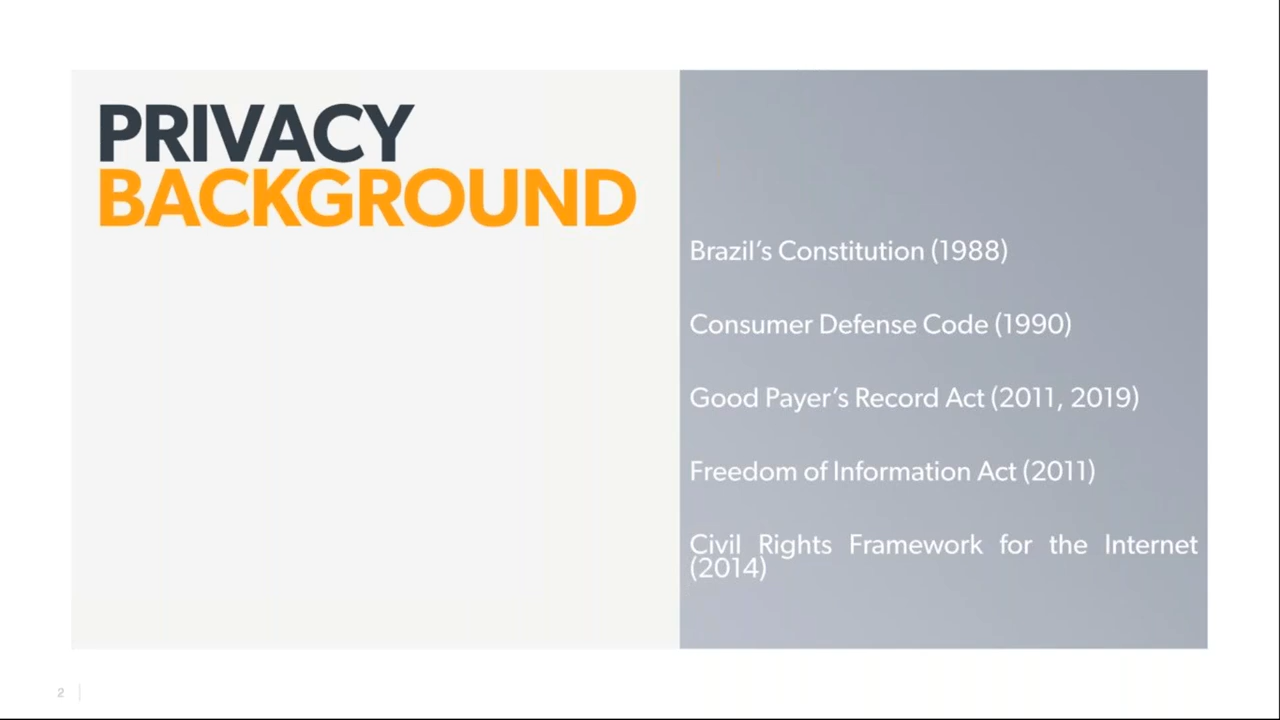 PRIVACY
BACKGROUND
Brazil’s Constitution (1988)
Consumer Defense Code (1990)
Good Payer’s Record Act (2011, 2019)
Freedom of Information Act (2011)
Civil Rights Framework for the Internet
(2014)
2